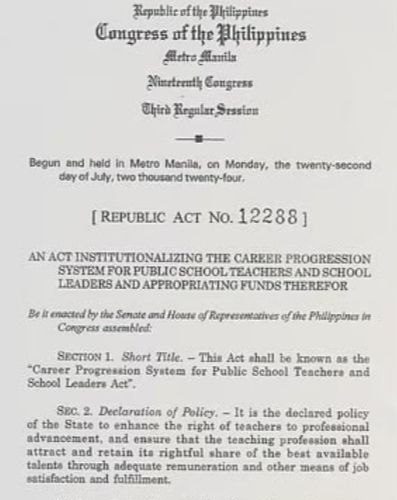 Republic of the Philippines
Congress of the Philippines
Metro Manila
Nineteenth Congress
Third Regular Session
Begun and held in Metro Manila, on Monday, the twenty-second
day of July, two thousand twenty-four.
[ REPUBLIC ACT NO. 12288 ]
AN ACT INSTITUTIONALIZING THE CAREER PROGRESSION
SYSTEM FOR PUBLIC SCHOOL TEACHERS AND SCHOOL
LEADERS AND APPROPRIATING FUNDS THEREFOR
Be it enacted by the Senate and House of Representatives of the Philippines in
Congress assembled:
SECTION 1. Short Title. – This Act shall be known as the
“Career Progression System for Public School Teachers and
School Leaders Act”.
SEC. 2. Declaration of Policy. – It is the declared policy
of the State to enhance the right of teachers to professional
advancement, and ensure that the teaching profession shall
attract and retain its rightful share of the best available
talents through adequate remuneration and other means of job
satisfaction and fulfillment.